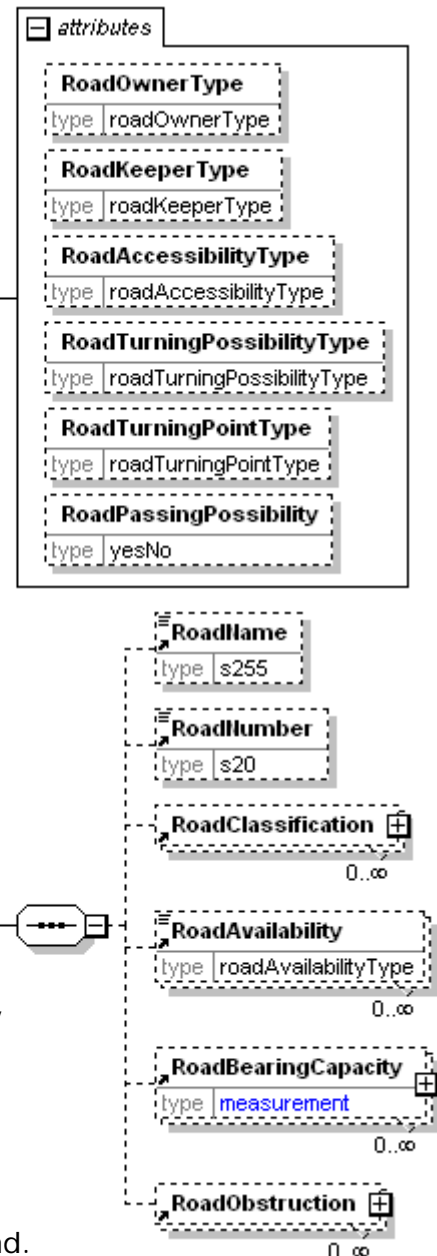 attributes
RoadOwnerType
type roadOwnerType
RoadKeeperType
type roadKeeperType
RoadAccessibilityType
type roadAccessibilityType
RoadTurningPossibilityType
type roadTurningPossibilityType
RoadTurningPointType
type roadTurningPointType
RoadPassingPossibility
type yesNo
RoadName
type s255
RoadNumber
type s20
RoadClassification
0..∞
RoadAvailability
type roadAvailabilityType
0..∞
RoadBearingCapacity
type measurement
0..∞
RoadObstruction
0..∞